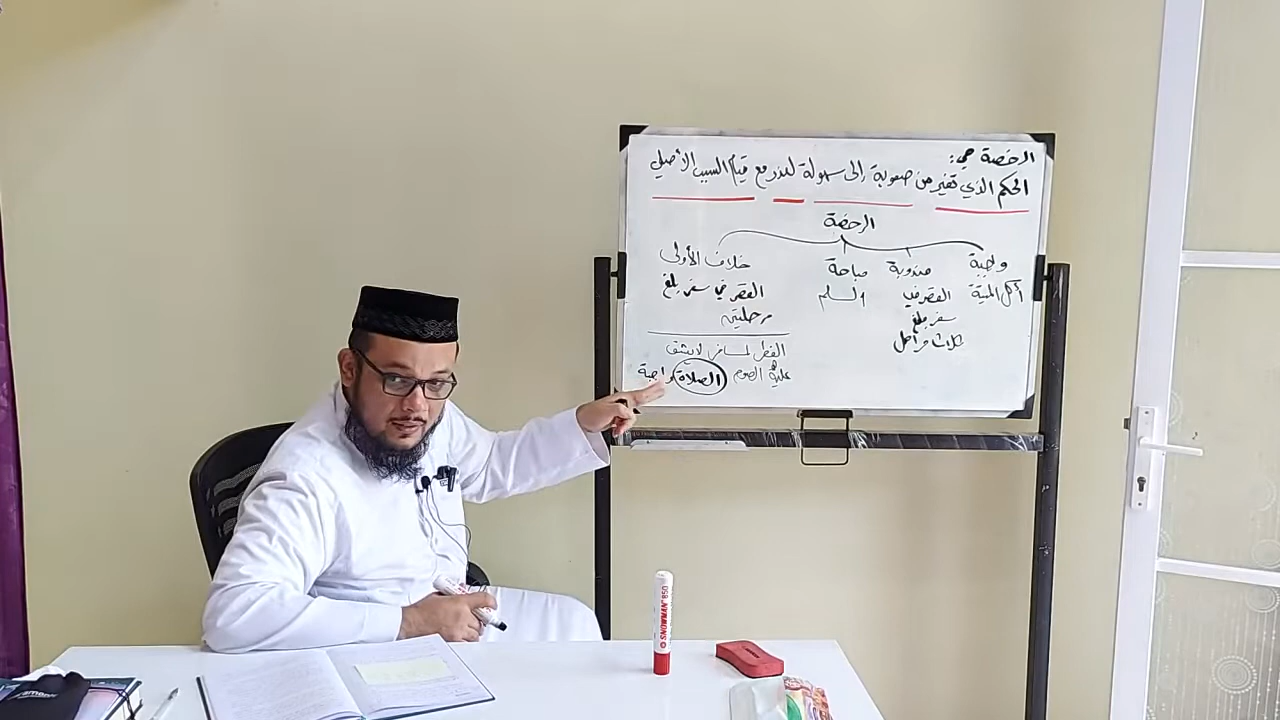 الرخصة هي:
الحكم الذي تغير من صعوبة إلى سهولة لعذر مع قيام السبب الأصلي
الرخصة
واجبة
أكل الميتة
مندوبة
القصر في
سفر بلغ
ثلاث مراحل
مباحة
السلم
خلاف الأولى
القصر في سفر بلغ
مرحلتين
الفطر لمسافر لا يشق
عليه الصوم
الصلاة واجبة
SNOWMAN 850